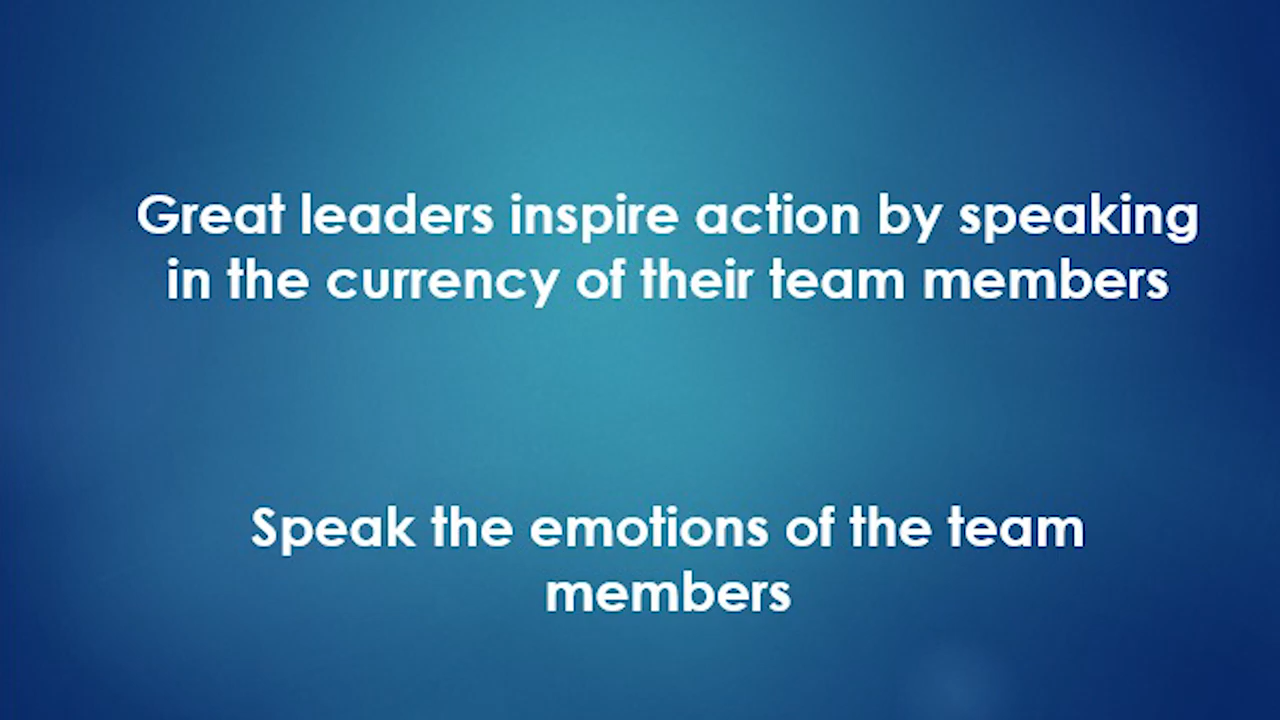 Great leaders inspire action by speaking
in the currency of their team members
Speak the emotions of the team
members